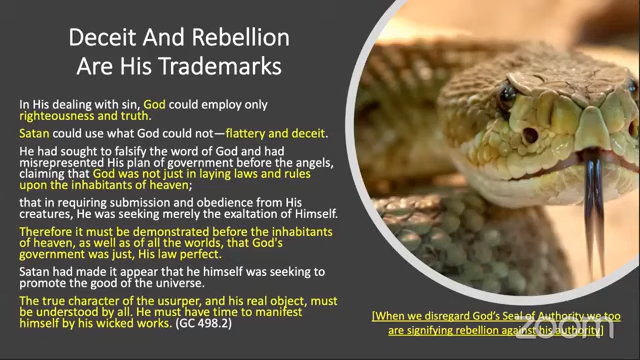 Deceit And Rebellion
Are His Trademarks
In His dealing with sin, God could employ only
righteousness and truth.
Satan could use what God could not—flattery and deceit.
He had sought to falsify the word of God and had
misrepresented His plan of government before the angels,
claiming that God was not just in laying laws and rules
upon the inhabitants of heaven;
that in requiring submission and obedience from His
creatures, He was seeking merely the exaltation of Himself.
Therefore it must be demonstrated before the inhabitants
of heaven, as well as of all the worlds, that God's
government was just, His law perfect.
Satan had made it appear that he himself was seeking to
promote the good of the universe.
The true character of the usurper, and his real object, must
be understood by all. He must have time to manifest
himself by his wicked works. (GC 498.2)
[When we disregard God's Seal of Authority we too
are signifying rebellion against his authority]
zoom